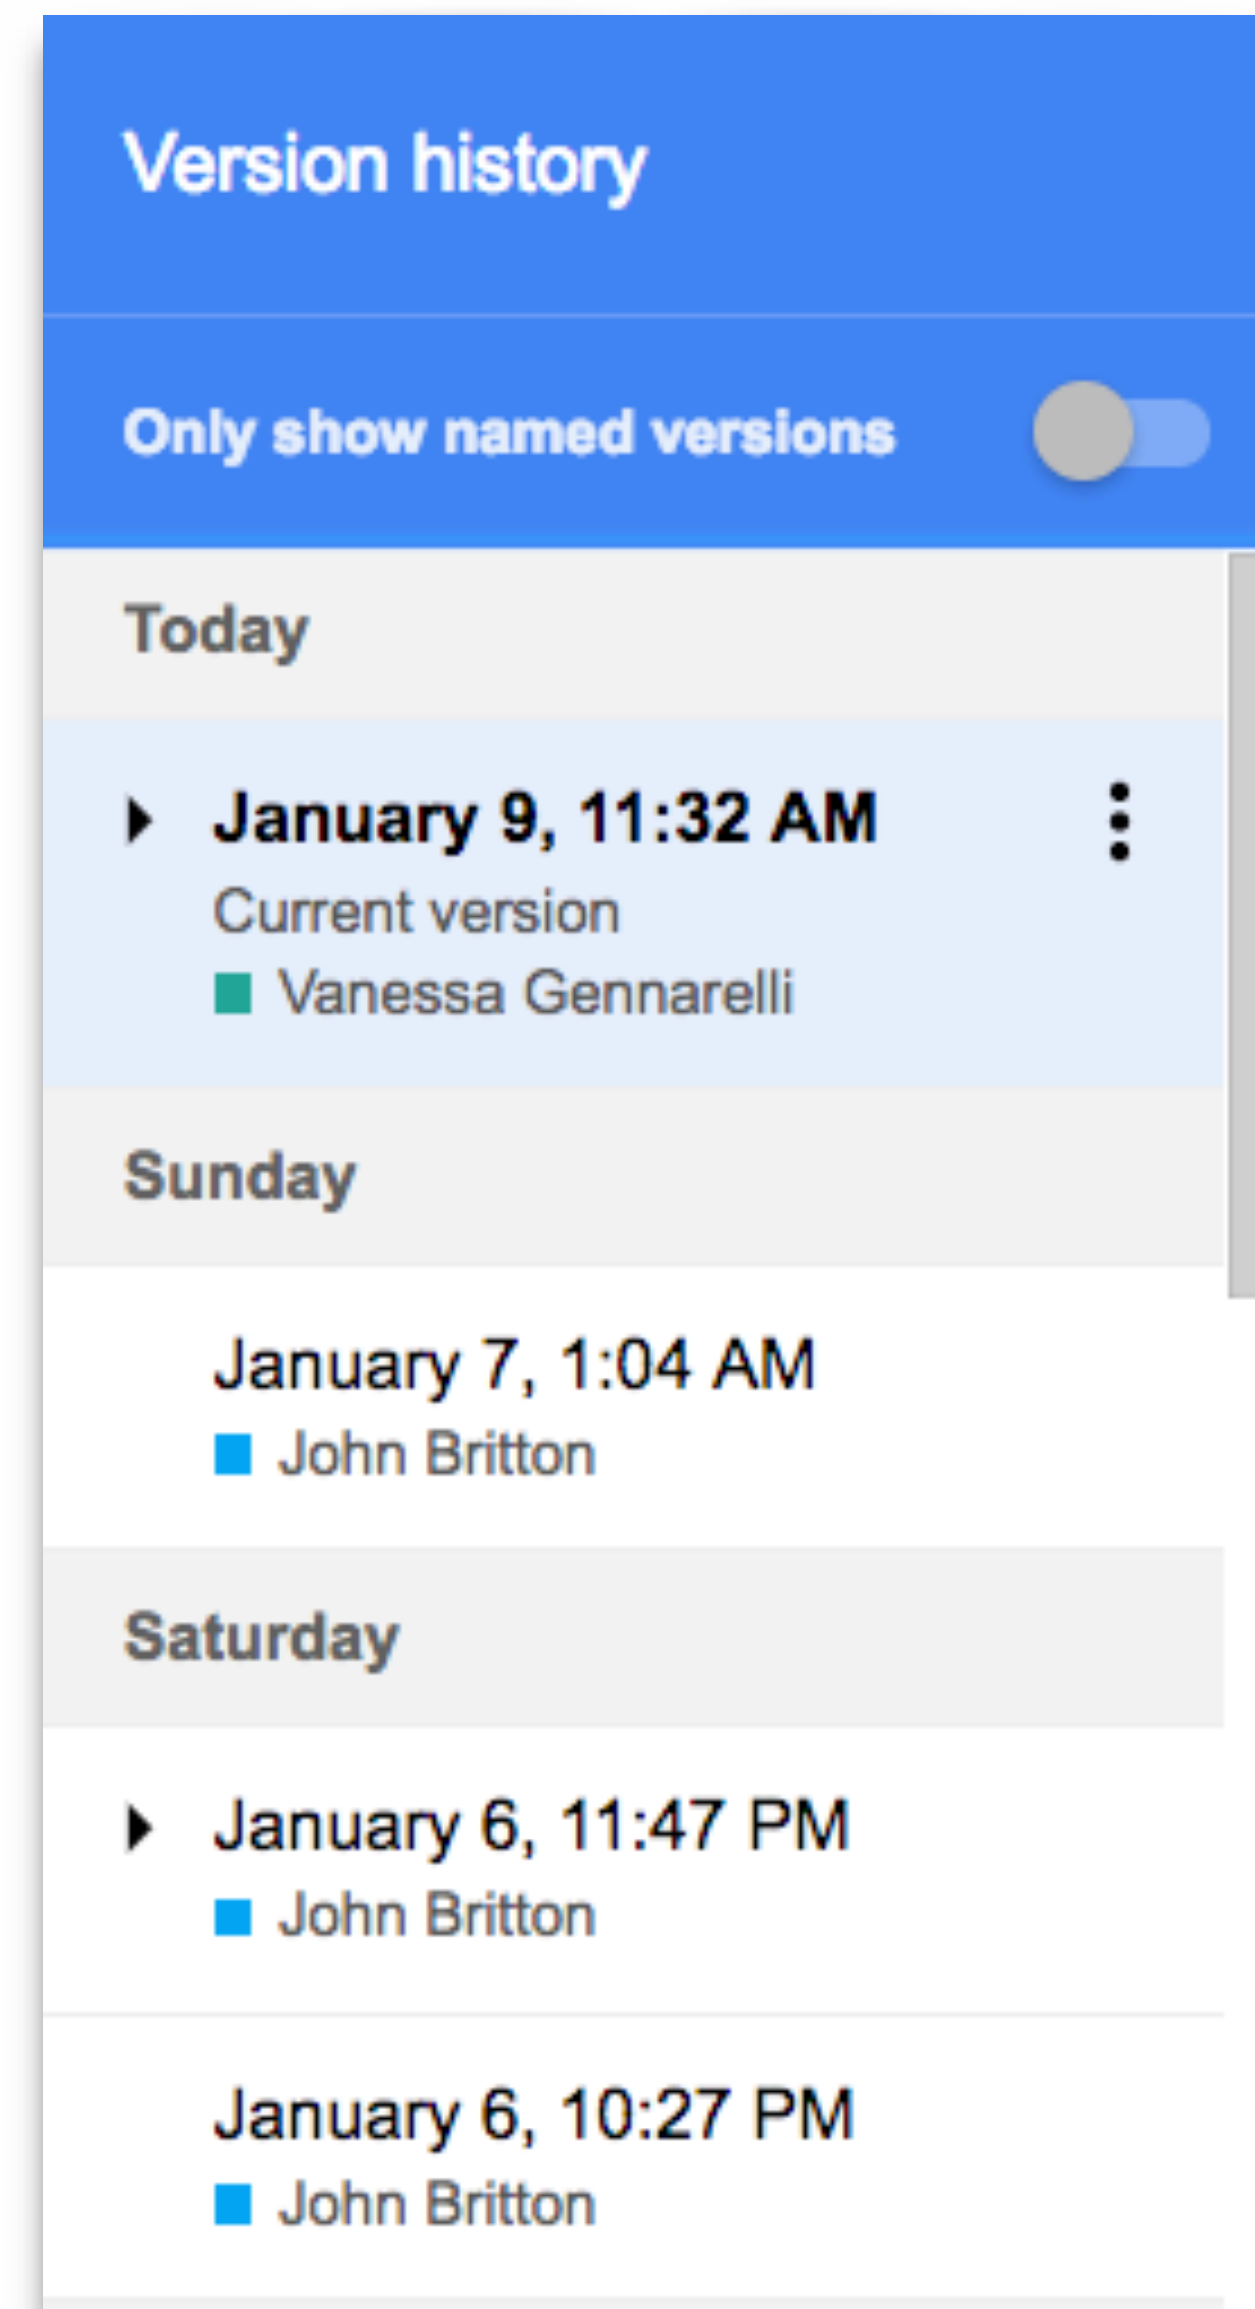 Version history
Only show named versions
Today
January 9, 11:32 AM
Current version
Vanessa Gennarelli
Sunday
January 7, 1:04 AM
John Britton
Saturday
January 6, 11:47 PM
John Britton
January 6, 10:27 PM
John Britton